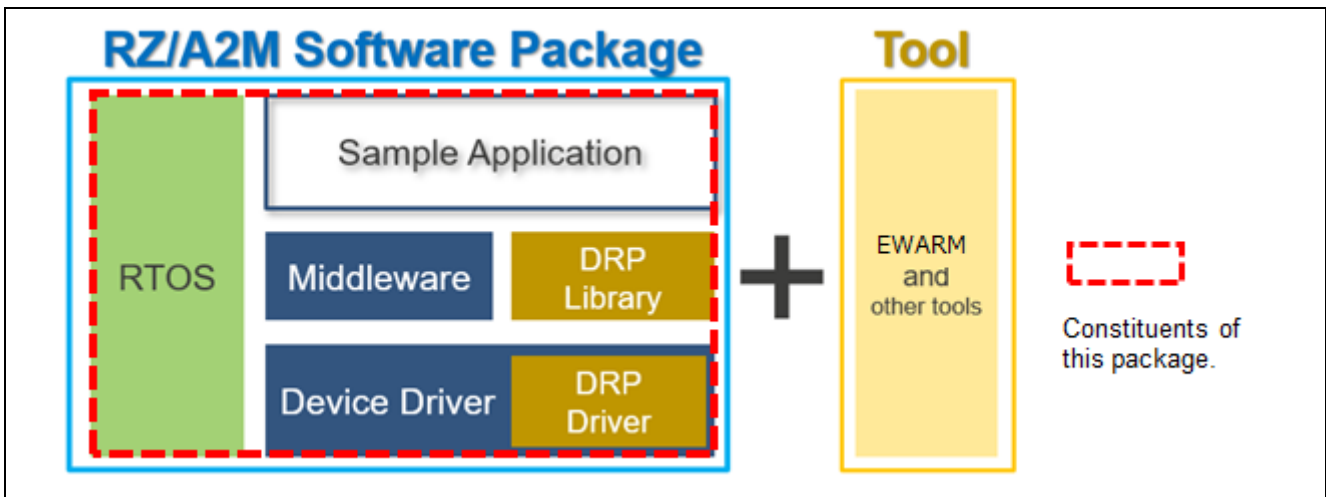 RZ/A2M Software Package
Tool
RTOS
Sample Application
Middleware
DRP
Library
Device Driver
DRP
Driver
EWARM
and
other tools
Constituents of
this package.